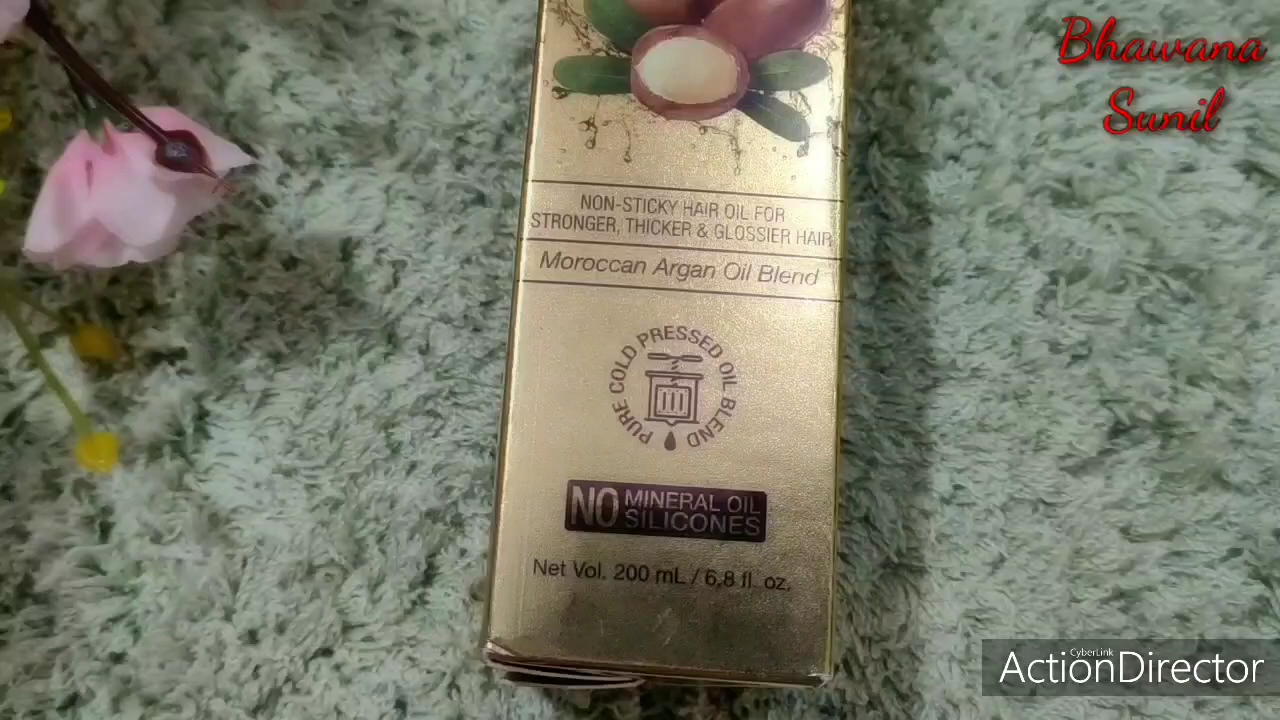 Bhawana
Sunil
NON-STICKY HAIR OIL FOR
STRONGER, THICKER & GLOSSIER HAIR
Moroccan Argan Oil Blend
PURE COLD PRESSED OIL BLEND
NO MINERAL OIL
SILICONES
Net Vol. 200 mL / 6.8 fl. oz.
CyberLink
ActionDirector